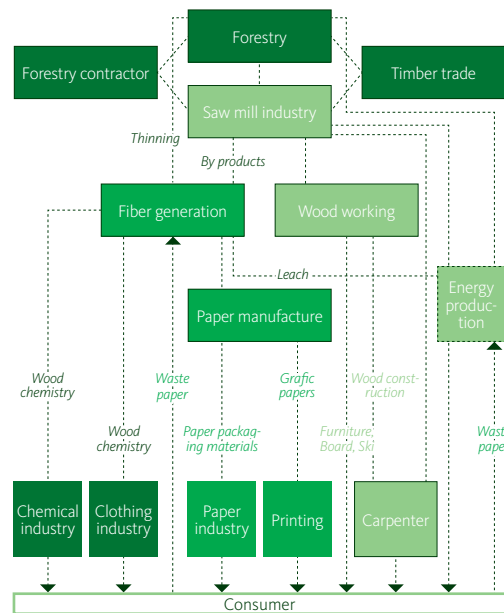 Forestry
Forestry contractor
Timber trade
Saw mill industry
Thinning
By products
Fiber generation
Wood working
Leach
Energy
produc-
tion
Paper manufacture
Wood
chemistry
Waste
paper
Grafic
papers
Wood const-
ruction
Wood
chemistry
Paper packag-
ing materials
Furniture,
Board, Ski
Waste
paper
Chemical
industry
Clothing
industry
Paper
industry
Printing
Carpenter
Consumer